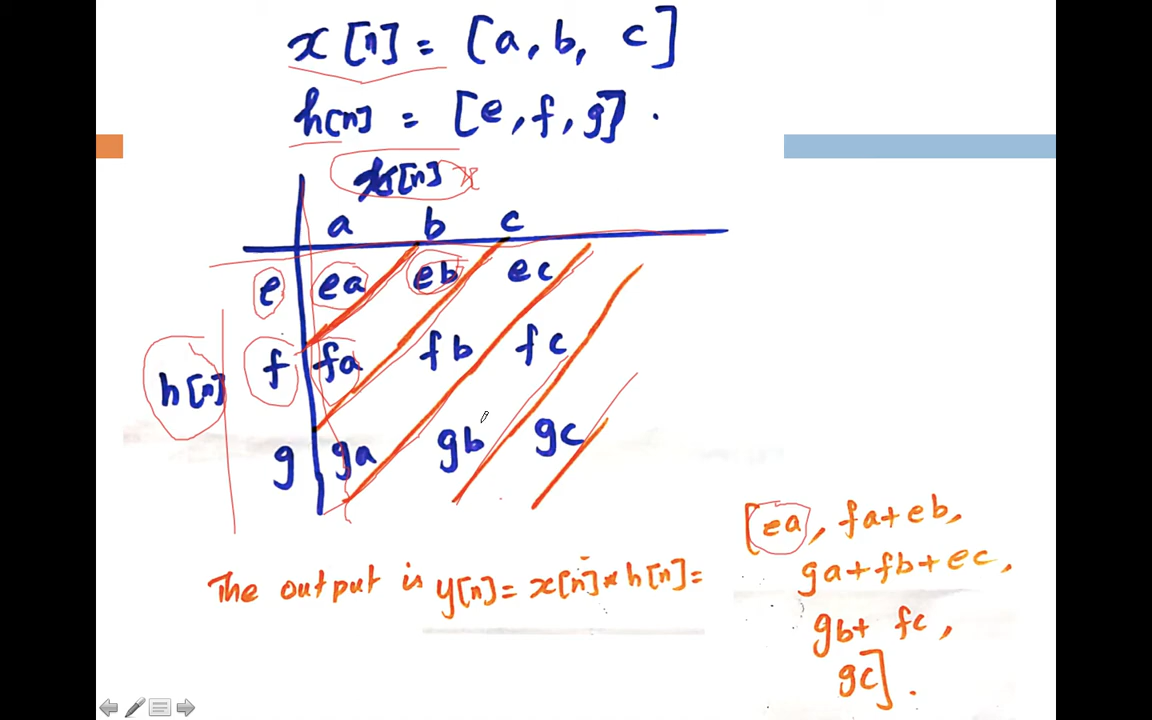 x[n] = [a, b, c]
h[n] = [e, f, g] .
[n] x
a b c
e ea eb ec
h[n] f fa fb fc
g ga gb gc
[ea, fa+eb,
The output is y[n] = x[n] * h[n] = ga+fb+ec,
gb+ fc,
gc] .